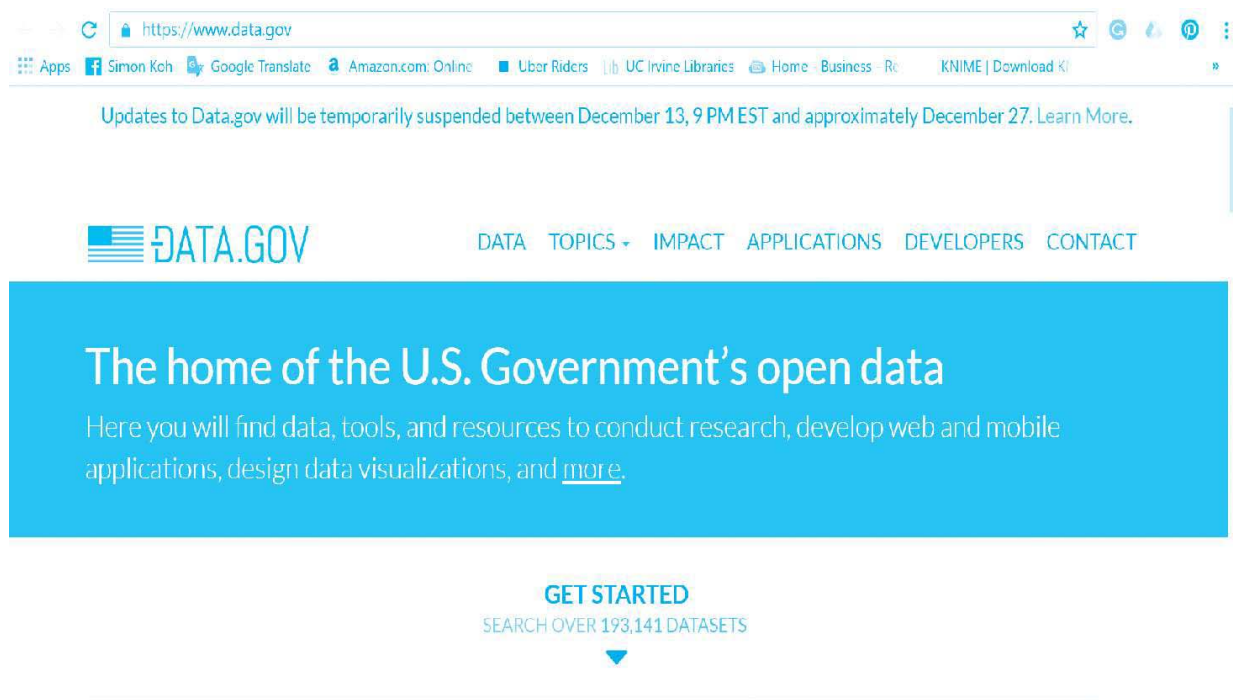 https://www.data.gov
Apps Simon Koh Google Translate Amazon.com: Online Uber Riders Lib UC Irvine Libraries Home - Business - Re KNIME | Download KN
Updates to Data.gov will be temporarily suspended between December 13, 9 PM EST and approximately December 27. Learn More.
DATA.GOV DATA TOPICS IMPACT APPLICATIONS DEVELOPERS CONTACT
The home of the U.S. Government’s open data
Here you will find data, tools, and resources to conduct research, develop web and mobile
applications, design data visualizations, and more.
GET STARTED
SEARCH OVER 193,141 DATASETS